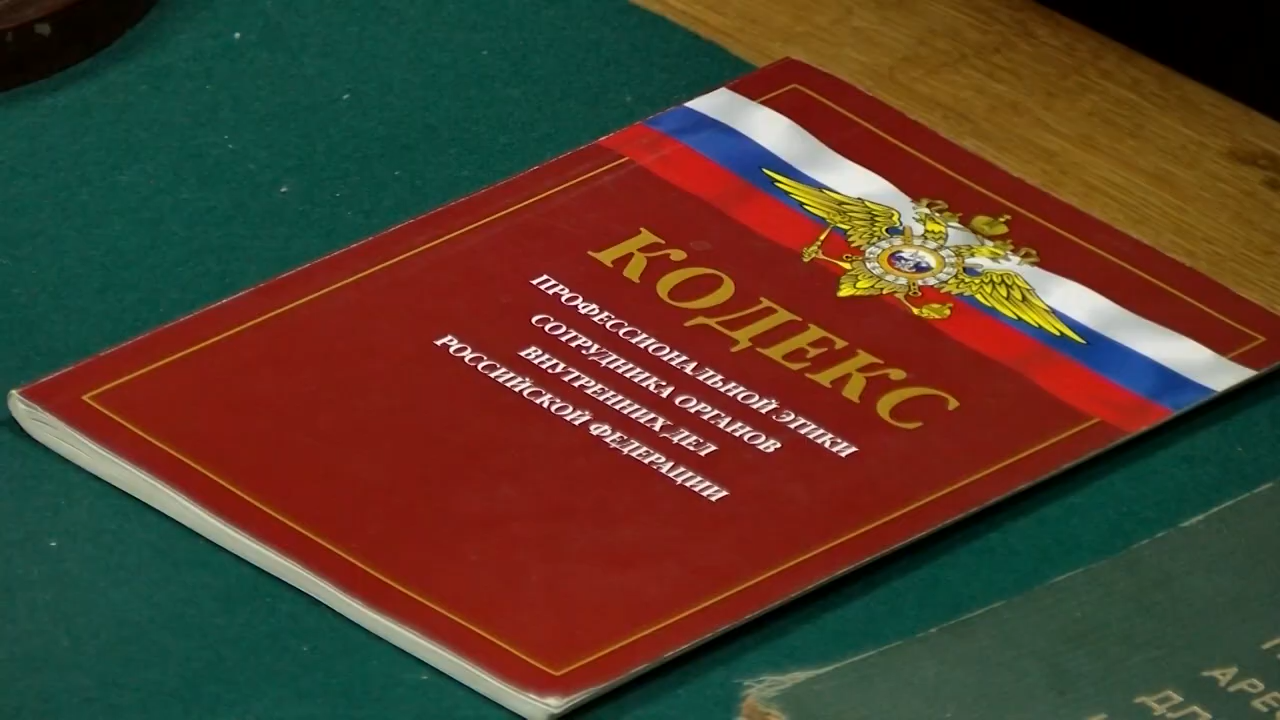 КОДЕКС
ПРОФЕССИОНАЛЬНОЙ ЭТИКИ
СОТРУДНИКА ОРГАНОВ
ВНУТРЕННИХ ДЕЛ
РОССИЙСКОЙ ФЕДЕРАЦИИ